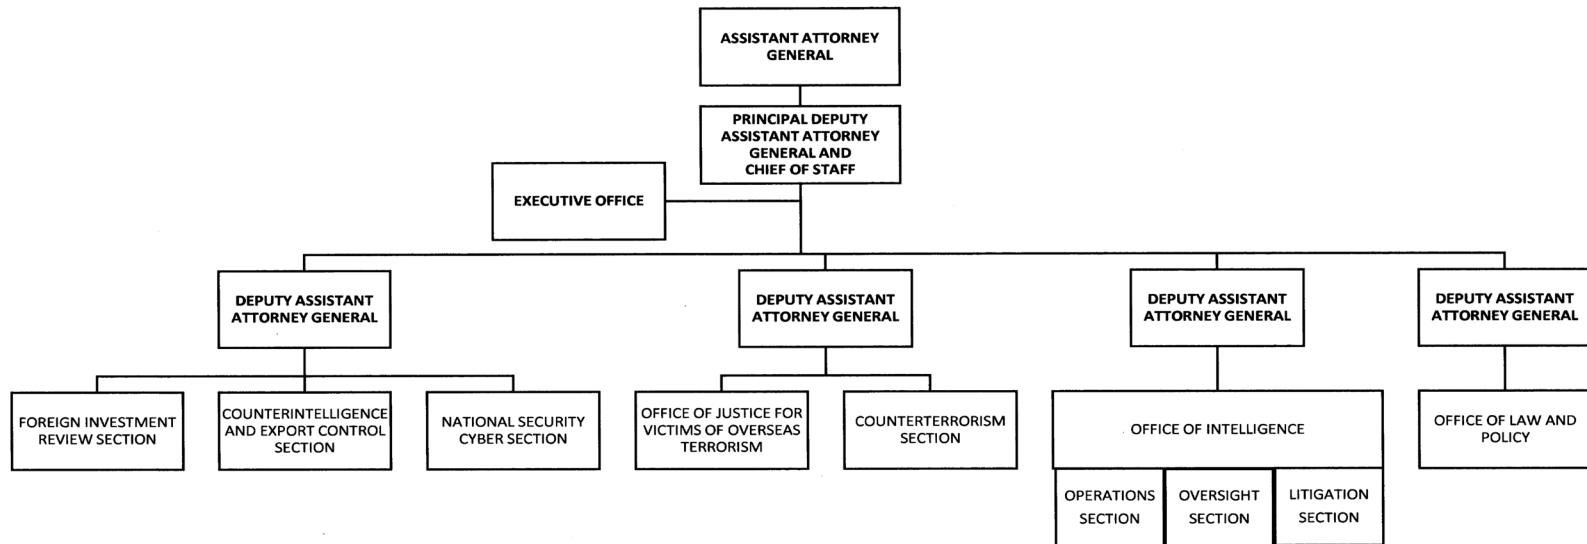 ASSISTANT ATTORNEY
GENERAL
PRINCIPAL DEPUTY
ASSISTANT ATTORNEY
GENERAL AND
CHIEF OF STAFF
EXECUTIVE OFFICE
DEPUTY ASSISTANT
ATTORNEY GENERAL
DEPUTY ASSISTANT
ATTORNEY GENERAL
DEPUTY ASSISTANT
ATTORNEY GENERAL
DEPUTY ASSISTANT
ATTORNEY GENERAL
FOREIGN INVESTMENT
REVIEW SECTION
COUNTERINTELLIGENCE
AND EXPORT CONTROL
SECTION
NATIONAL SECURITY
CYBER SECTION
OFFICE OF JUSTICE FOR
VICTIMS OF OVERSEAS
TERRORISM
COUNTERTERRORISM
SECTION
OFFICE OF INTELLIGENCE
OFFICE OF LAW AND
POLICY
OPERATIONS
SECTION
OVERSIGHT
SECTION
LITIGATION
SECTION